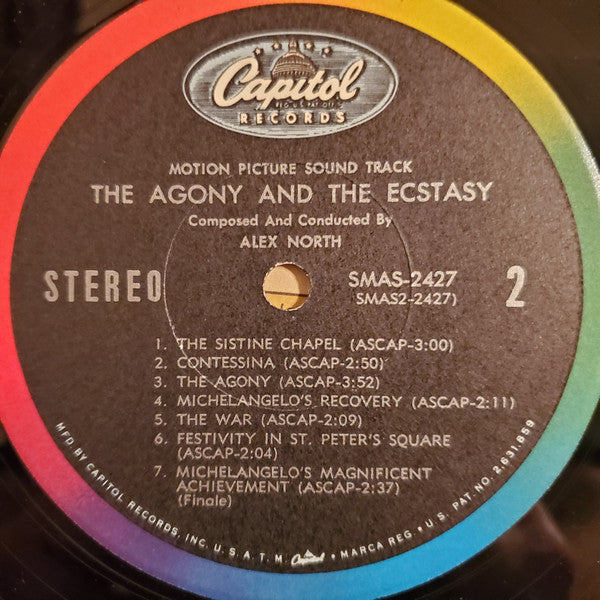 Capitol
REG. U.S. PAT. OFF.
RECORDS
MOTION PICTURE SOUND TRACK
THE AGONY AND THE ECSTASY
Composed And Conducted By
ALEX NORTH
STEREO
SMAS-2427
SMAS2-2427)
2
1. THE SISTINE CHAPEL (ASCAP-3:00)
2. CONTESSINA (ASCAP-2:50)
3. THE AGONY (ASCAP-3:52)
4. MICHELANGELO'S RECOVERY (ASCAP-2:11)
5. THE WAR (ASCAP-2:09)
6. FESTIVITY IN ST. PETER'S SQUARE
(ASCAP-2:04)
7. MICHELANGELO'S MAGNIFICENT
ACHIEVEMENT (ASCAP-2:37)
(Finale)
MFD BY CAPITOL RECORDS, INC. U.S.A. T.M. Capitol • MARCA REG • U.S. PAT. NO. 2,631,859